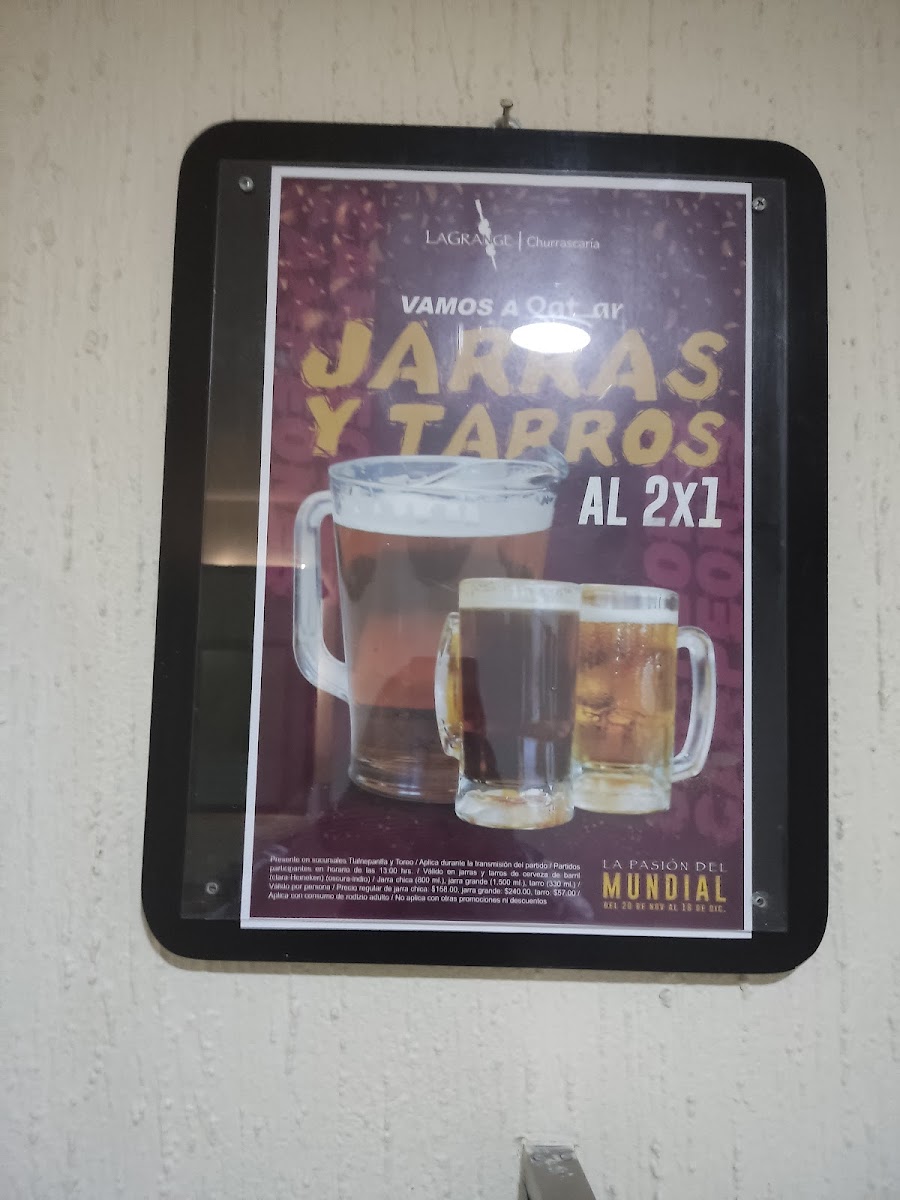 LAGRANGE | Churrascaria
VAMOS A Qat ar
JARRAS
Y TARROS
AL 2X1
Presente en sucursales Tlalnepantla y Toreo / Aplica durante la transmisión del partido / Partidos
participantes en horario de las 13:00 hrs. / Válido en jarras y tarros de cerveza de barril
(clara-Heineken) (oscura-indio) / Jarra chica (800 ml.), jarra grande (1,500 ml.), tarro (330 ml.) /
Válido por persona / Precio regular de jarra chica: $158.00, jarra grande: $240.00, tarro: $57.00 /
Aplica con consumo de rodizio adulto / No aplica con otras promociones ni descuentos
LA PASIÓN DEL
MUNDIAL
DEL 20 DE NOV AL 18 DE DIC.